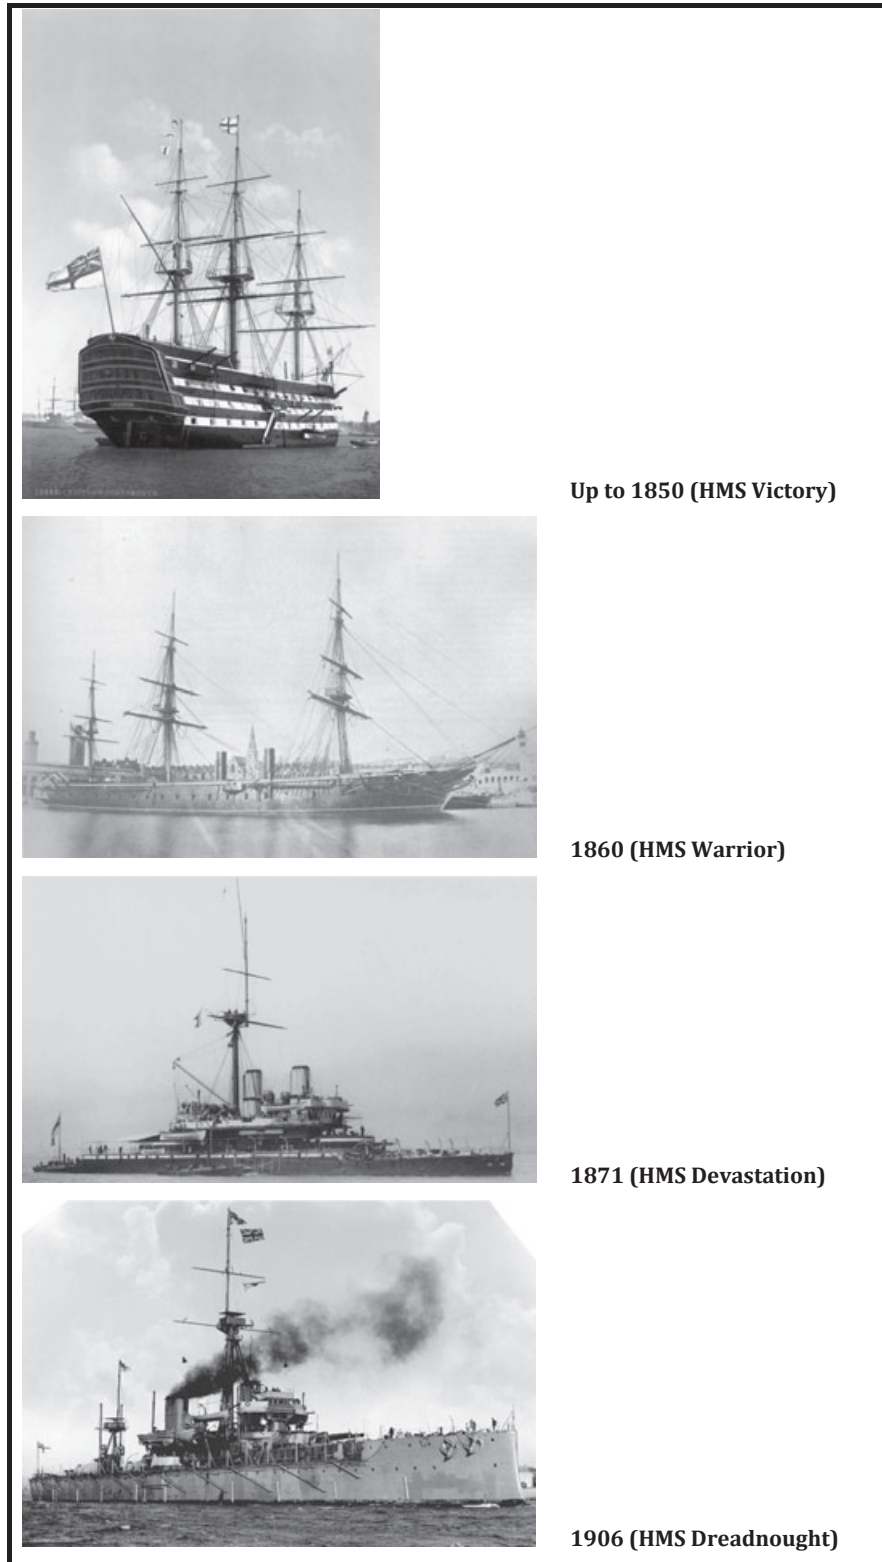 Up to 1850 (HMS Victory)
1860 (HMS Warrior)
1871 (HMS Devastation)
1906 (HMS Dreadnought)